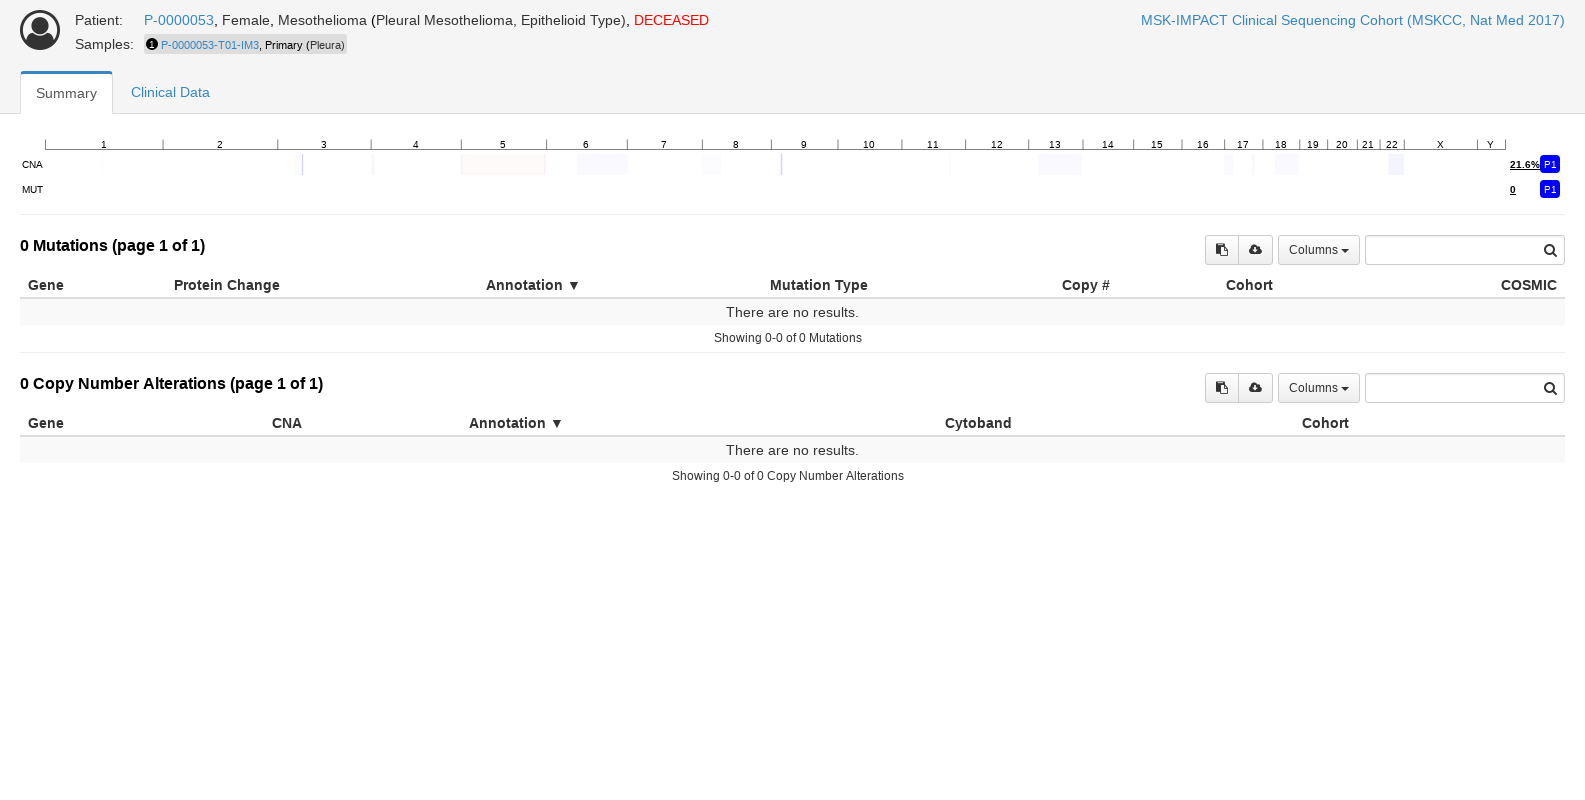 Patient: P-0000053, Female, Mesothelioma (Pleural Mesothelioma, Epithelioid Type), DECEASED
MSK-IMPACT Clinical Sequencing Cohort (MSKCC, Nat Med 2017)
Samples: 1 P-0000053-T01-IM3, Primary (Pleura)
Summary Clinical Data
1 2 3 4 5 6 7 8 9 10 11 12 13 14 15 16 17 18 19 20 21 22 X Y
CNA 21.6% P1
MUT 0 P1
0 Mutations (page 1 of 1) Columns
Gene Protein Change Annotation ▼ Mutation Type Copy # Cohort COSMIC
There are no results.
Showing 0-0 of 0 Mutations
0 Copy Number Alterations (page 1 of 1) Columns
Gene CNA Annotation ▼ Cytoband Cohort
There are no results.
Showing 0-0 of 0 Copy Number Alterations